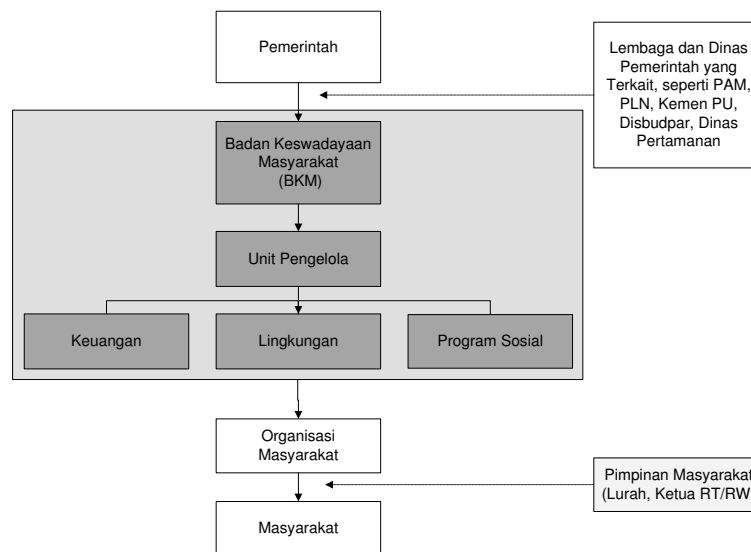 Pemerintah
Lembaga dan Dinas
Pemerintah yang
Terkait, seperti PAM,
PLN, Kemen PU,
Disbudpar, Dinas
Pertamanan
Badan Keswadayaan
Masyarakat
(BKM)
Unit Pengelola
Keuangan
Lingkungan
Program Sosial
Organisasi
Masyarakat
Pimpinan Masyarakat
(Lurah, Ketua RT/RW)
Masyarakat